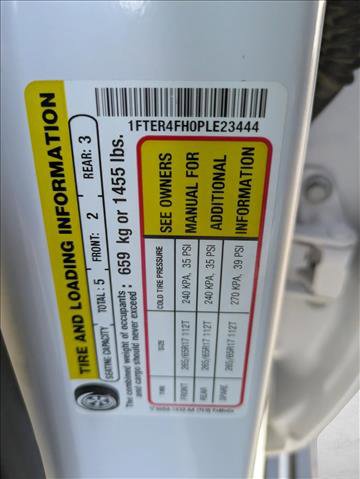 1FTER4FH0PLE23444
TIRE AND LOADING INFORMATION
SEATING CAPACITY TOTAL: 5 FRONT: 2 REAR: 3
The combined weight of occupants
and cargo should never exceed : 659 kg or 1455 lbs.
TIRE SIZE COLD TIRE PRESSURE SEE OWNERS
FRONT 265/65R17 112T 240 KPA, 35 PSI MANUAL FOR
REAR 265/65R17 112T 240 KPA, 35 PSI ADDITIONAL
SPARE 265/65R17 112T 270 KPA, 39 PSI INFORMATION